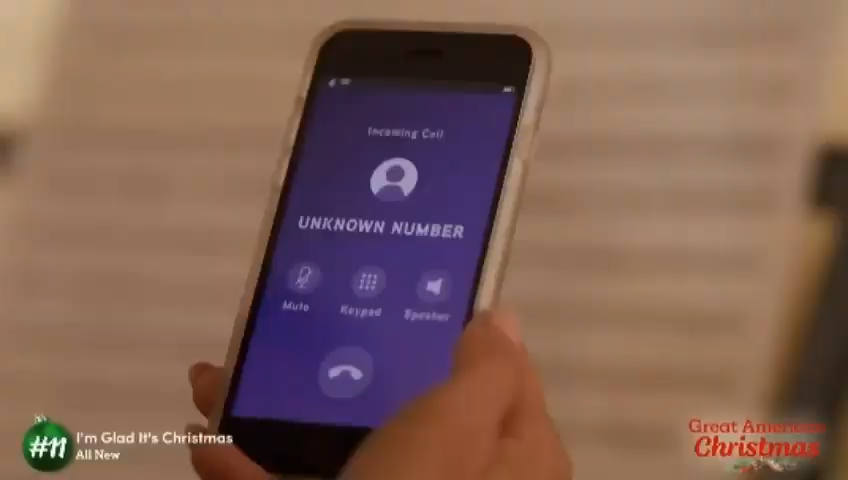 Incoming Call
UNKNOWN NUMBER
Mute Keypad Speaker
#11 I'm Glad It's Christmas
All New
Great American
Christmas